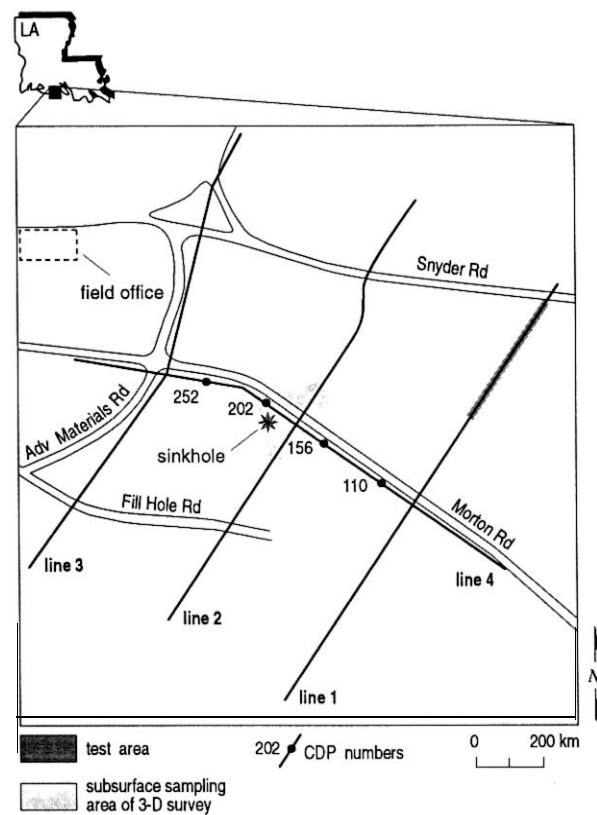 LA
Snyder Rd
field office
252
202
Adv Materials Rd
sinkhole
156
110
Fill Hole Rd
Morton Rd
line 3
line 4
line 2
line 1
N
test area
202
CDP numbers
0 200 km
subsurface sampling
area of 3-D survey